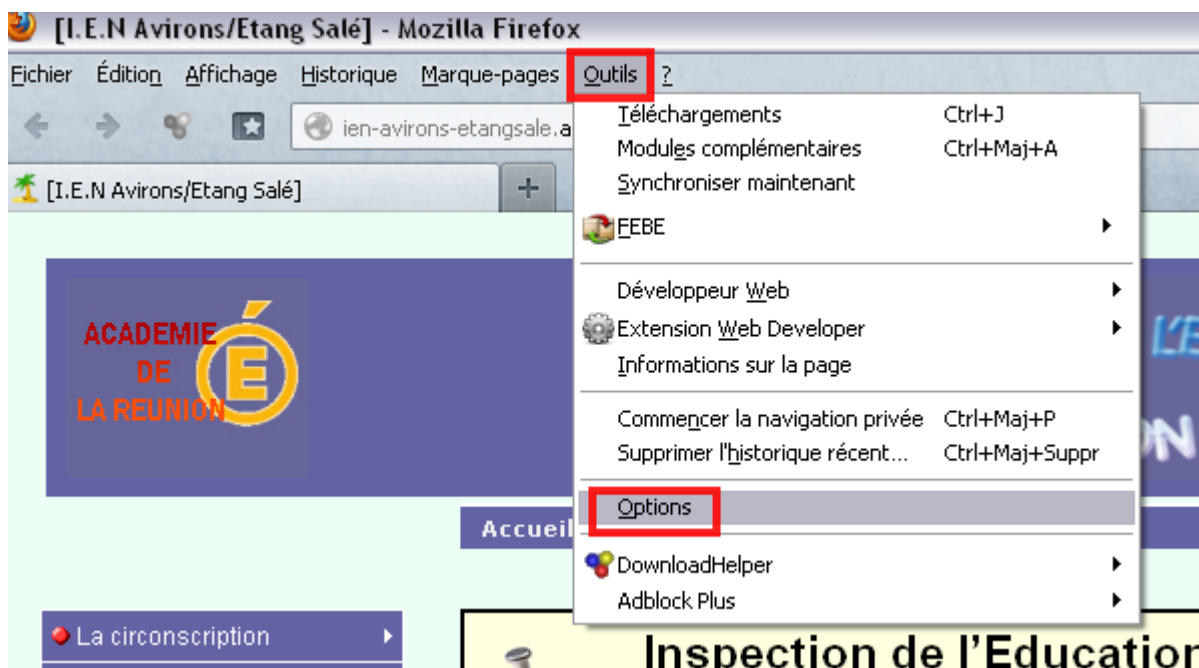 [I.E.N Avirons/Etang Salé] - Mozilla Firefox
Fichier Édition Affichage Historique Marque-pages Outils ?
ien-avirons-etangsale.a
[I.E.N Avirons/Etang Salé]
Téléchargements Ctrl+J
Modules complémentaires Ctrl+Maj+A
Synchroniser maintenant
FEBE
Développeur Web
Extension Web Developer
Informations sur la page
Commencer la navigation privée Ctrl+Maj+P
Supprimer l'historique récent... Ctrl+Maj+Suppr
Options
DownloadHelper
Adblock Plus
ACADEMIE
DE
LA REUNION
É
L'E
ON
Accueil
La circonscription
Inspection de l'Education